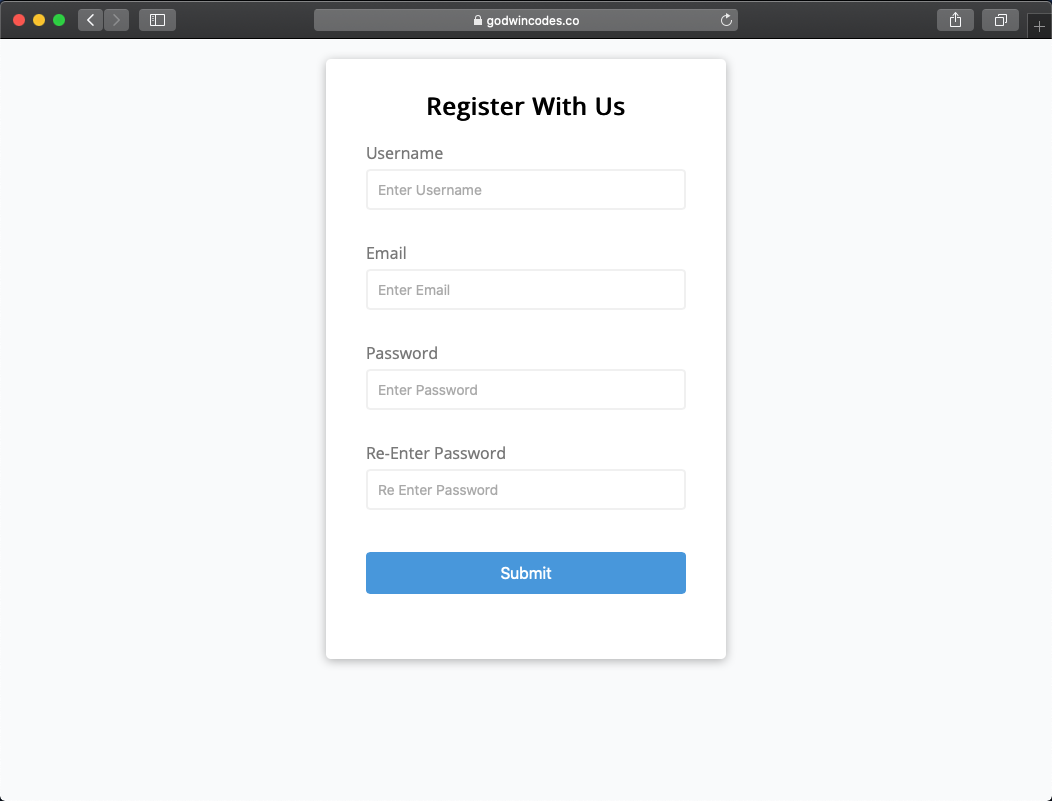 godwincodes.co
Register With Us
Username
Enter Username
Email
Enter Email
Password
Enter Password
Re-Enter Password
Re Enter Password
Submit